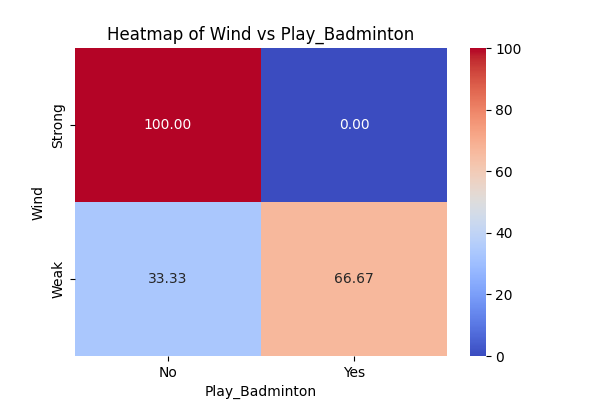 Heatmap of Wind vs Play_Badminton
Wind
Strong
100.00
0.00
Weak
33.33
66.67
No
Yes
Play_Badminton
100
80
60
40
20
0